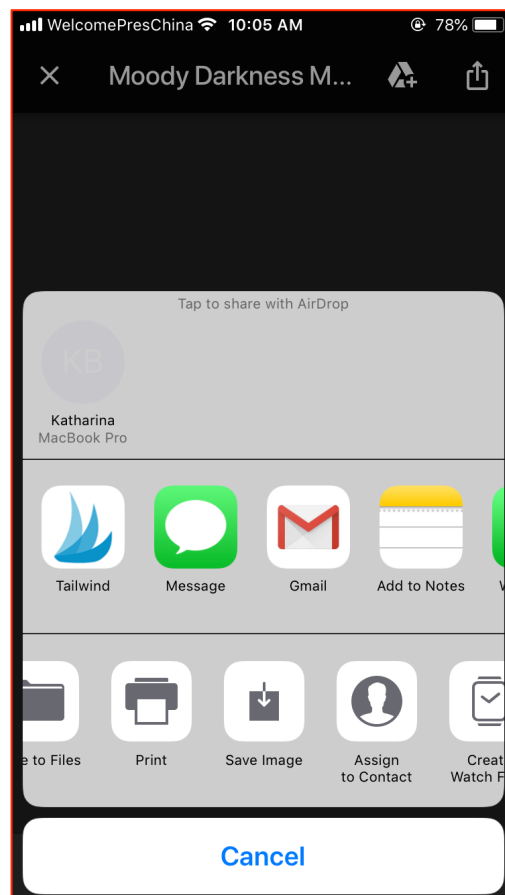 WelcomePresChina 10:05 AM 78%
Moody Darkness M...
Tap to share with AirDrop
KB
Katharina
MacBook Pro
Tailwind Message Gmail Add to Notes
e to Files Print Save Image Assign Creat
to Contact Watch F
Cancel